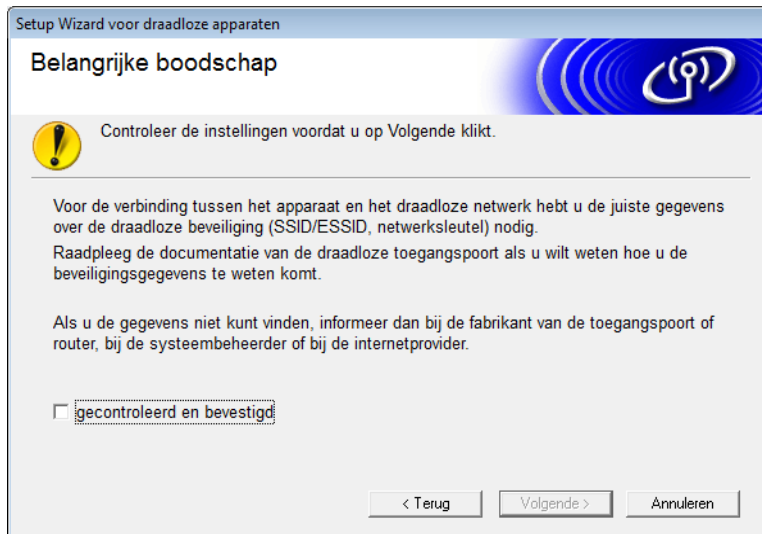 Setup Wizard voor draadloze apparaten
Belangrijke boodschap
Controleer de instellingen voordat u op Volgende klikt.
Voor de verbinding tussen het apparaat en het draadloze netwerk hebt u de juiste gegevens
over de draadloze beveiliging (SSID/ESSID, netwerksleutel) nodig.
Raadpleeg de documentatie van de draadloze toegangspoort als u wilt weten hoe u de
beveiligingsgegevens te weten komt.
Als u de gegevens niet kunt vinden, informeer dan bij de fabrikant van de toegangspoort of
router, bij de systeembeheerder of bij de internetprovider.
gecontroleerd en bevestigd
< Terug
Volgende >
Annuleren